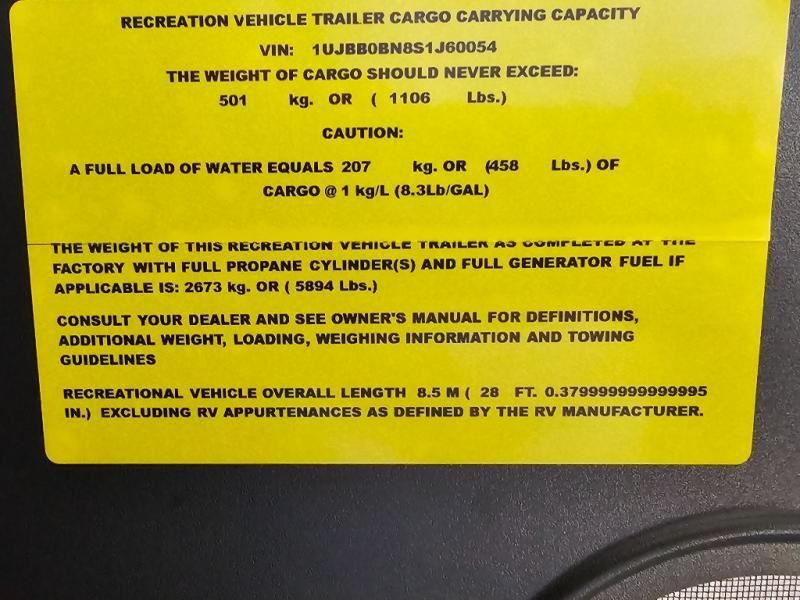 RECREATION VEHICLE TRAILER CARGO CARRYING CAPACITY
VIN: 1UJBB0BN8S1J60054
THE WEIGHT OF CARGO SHOULD NEVER EXCEED:
501 kg. OR ( 1106 Lbs.)
CAUTION:
A FULL LOAD OF WATER EQUALS 207 kg. OR (458 Lbs.) OF
CARGO @ 1 kg/L (8.3Lb/GAL)
THE WEIGHT OF THIS RECREATION VEHICLE TRAILER AS COMPLETED AT THE
FACTORY WITH FULL PROPANE CYLINDER(S) AND FULL GENERATOR FUEL IF
APPLICABLE IS: 2673 kg. OR ( 5894 Lbs.)
CONSULT YOUR DEALER AND SEE OWNER'S MANUAL FOR DEFINITIONS,
ADDITIONAL WEIGHT, LOADING, WEIGHING INFORMATION AND TOWING
GUIDELINES
RECREATIONAL VEHICLE OVERALL LENGTH 8.5 M ( 28 FT. 0.379999999999995
IN.) EXCLUDING RV APPURTENANCES AS DEFINED BY THE RV MANUFACTURER.